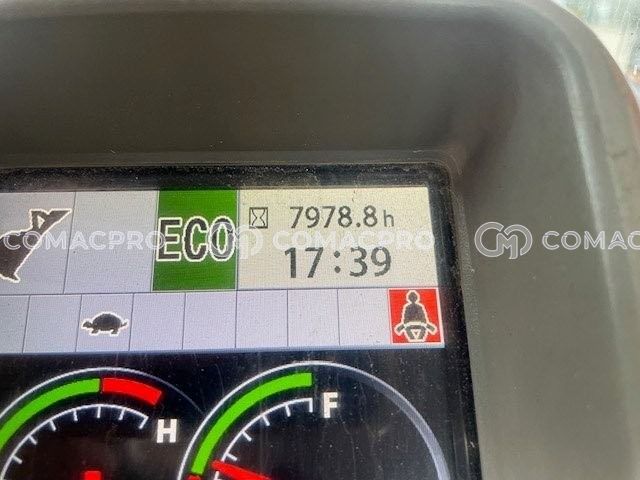 ECO
7978.8 h
17:39
COMACPRO COMACPRO COMACPRO
H
F